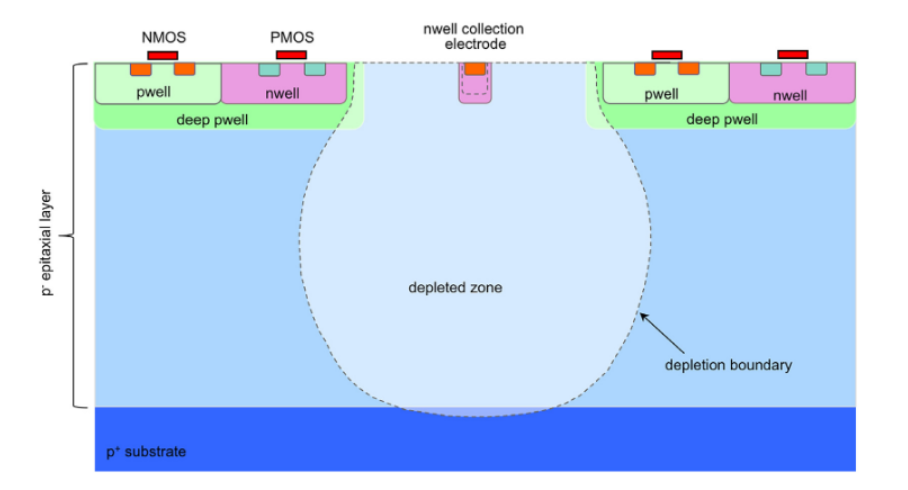 NMOS
PMOS
nwell collection
electrode
pwell
nwell
pwell
nwell
deep pwell
deep pwell
p⁻ epitaxial layer
depleted zone
depletion boundary
p⁺ substrate